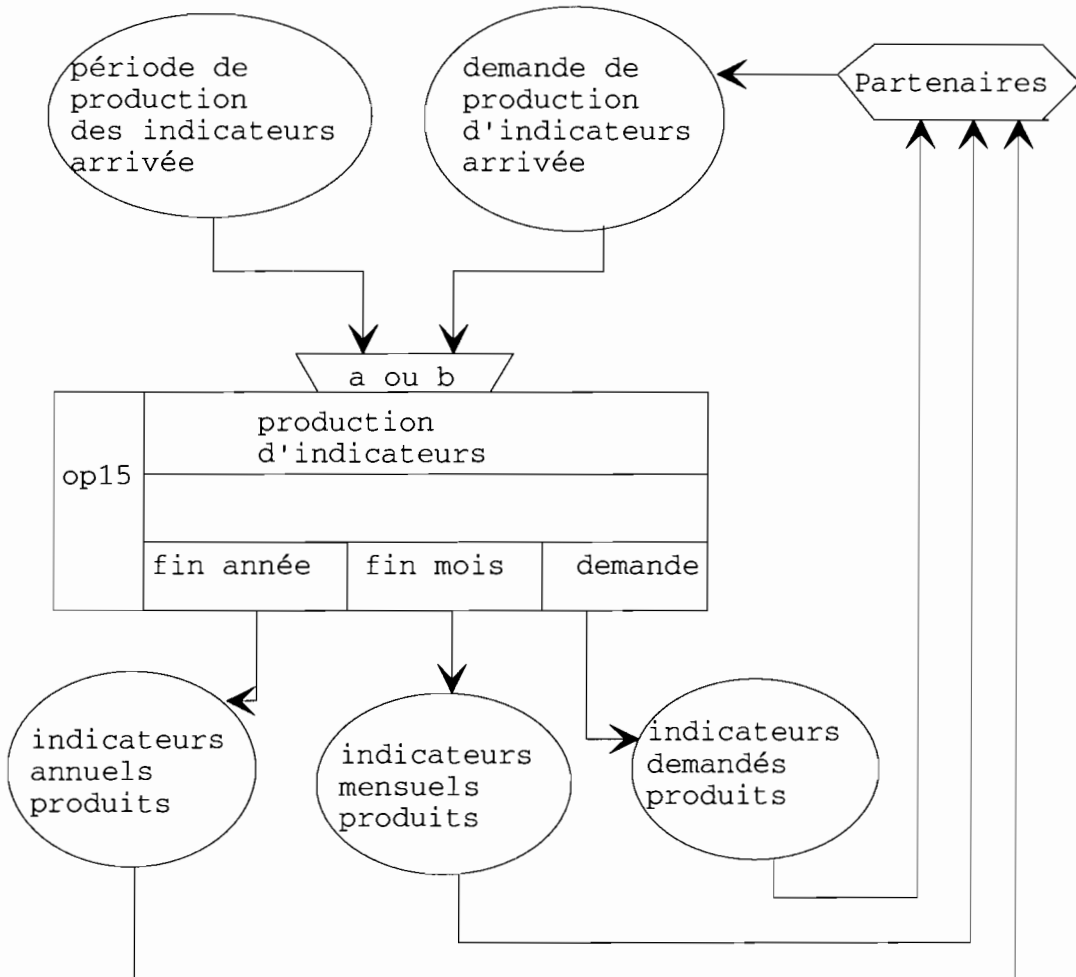 période de
production
des indicateurs
arrivée
demande de
production
d'indicateurs
arrivée
Partenaires
a ou b
production
d'indicateurs
op15
fin année
fin mois
demande
indicateurs
annuels
produits
indicateurs
mensuels
produits
indicateurs
demandés
produits